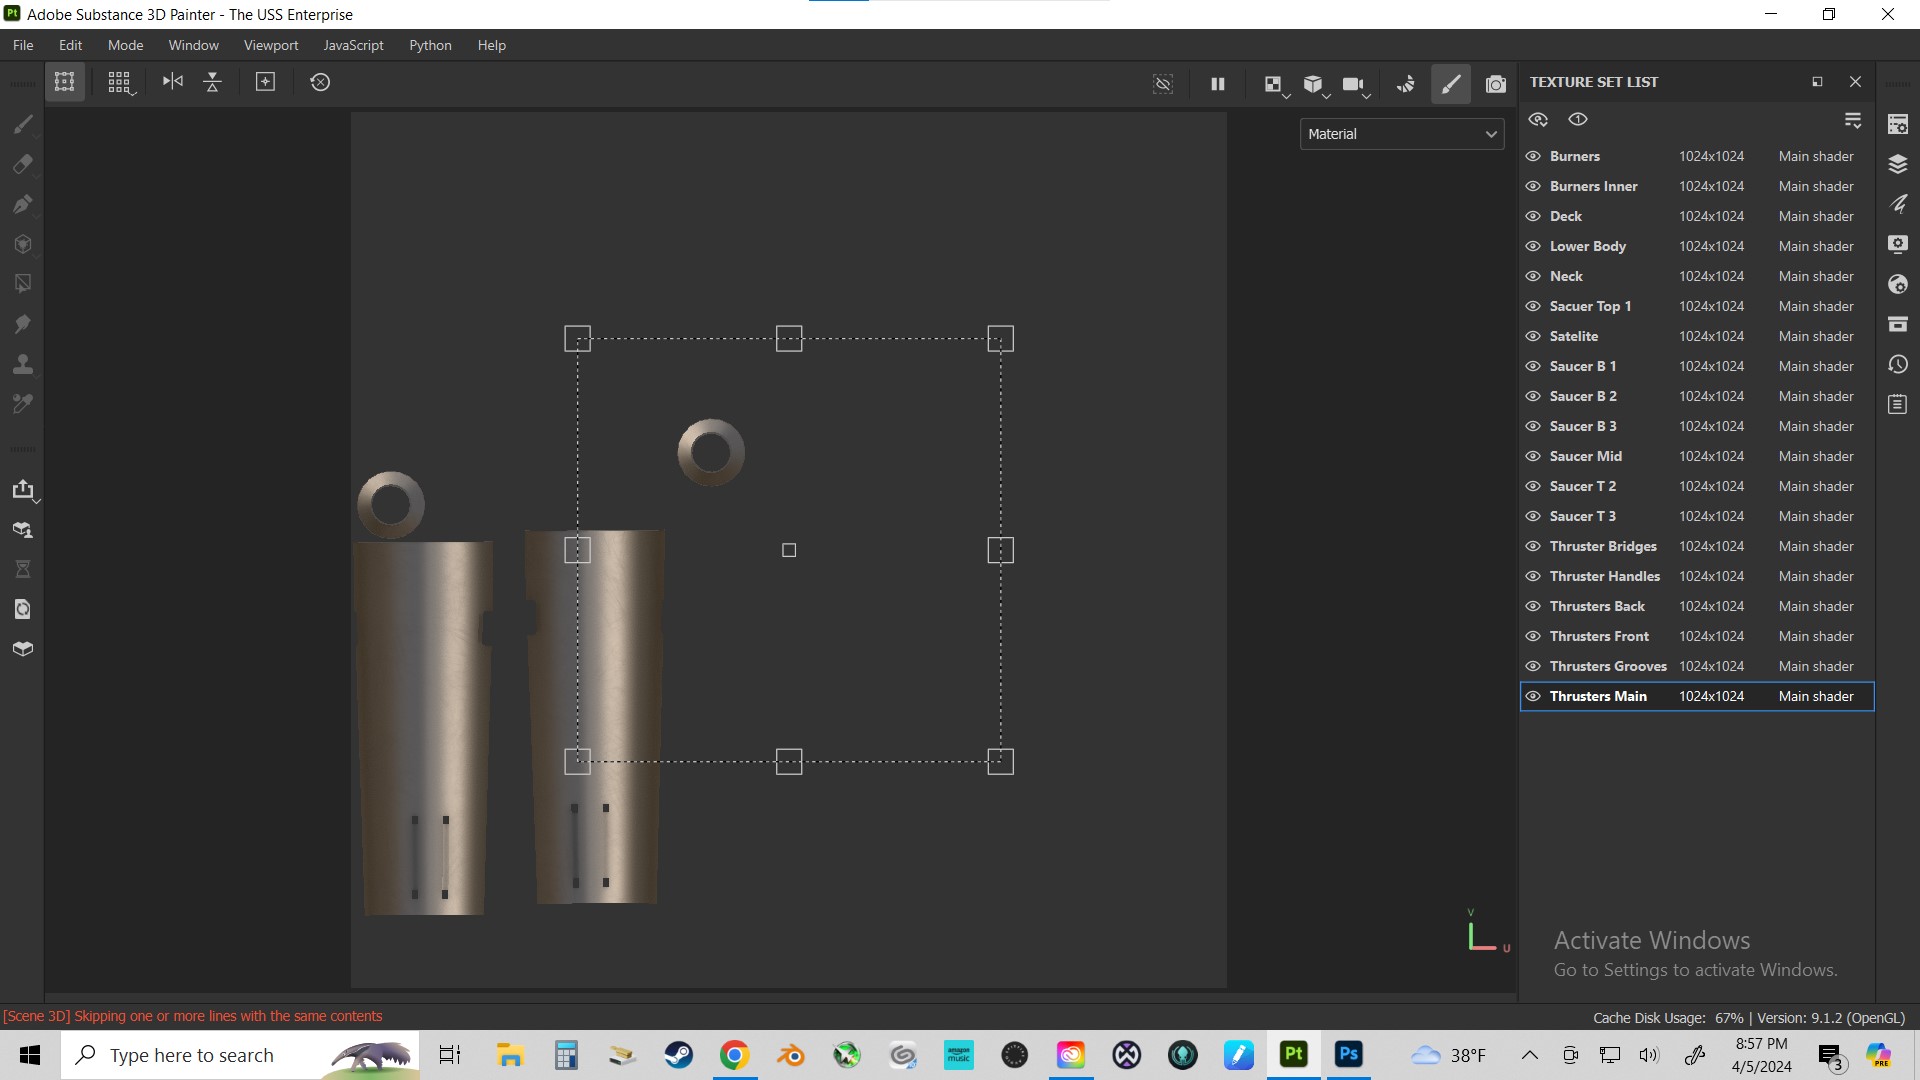 Pt Adobe Substance 3D Painter - The USS Enterprise
File Edit Mode Window Viewport JavaScript Python Help
TEXTURE SET LIST
Material
1
Burners 1024x1024 Main shader
Burners Inner 1024x1024 Main shader
Deck 1024x1024 Main shader
Lower Body 1024x1024 Main shader
Neck 1024x1024 Main shader
Sacuer Top 1 1024x1024 Main shader
Satelite 1024x1024 Main shader
Saucer B 1 1024x1024 Main shader
Saucer B 2 1024x1024 Main shader
Saucer B 3 1024x1024 Main shader
Saucer Mid 1024x1024 Main shader
Saucer T 2 1024x1024 Main shader
Saucer T 3 1024x1024 Main shader
Thruster Bridges 1024x1024 Main shader
Thruster Handles 1024x1024 Main shader
Thrusters Back 1024x1024 Main shader
Thrusters Front 1024x1024 Main shader
Thrusters Grooves 1024x1024 Main shader
Thrusters Main 1024x1024 Main shader
V
U
Activate Windows
Go to Settings to activate Windows.
[Scene 3D] Skipping one or more lines with the same contents
Cache Disk Usage: 67% | Version: 9.1.2 (OpenGL)
Type here to search
amazon music
Pt
Ps
38°F
8:57 PM
4/5/2024
3
PRE